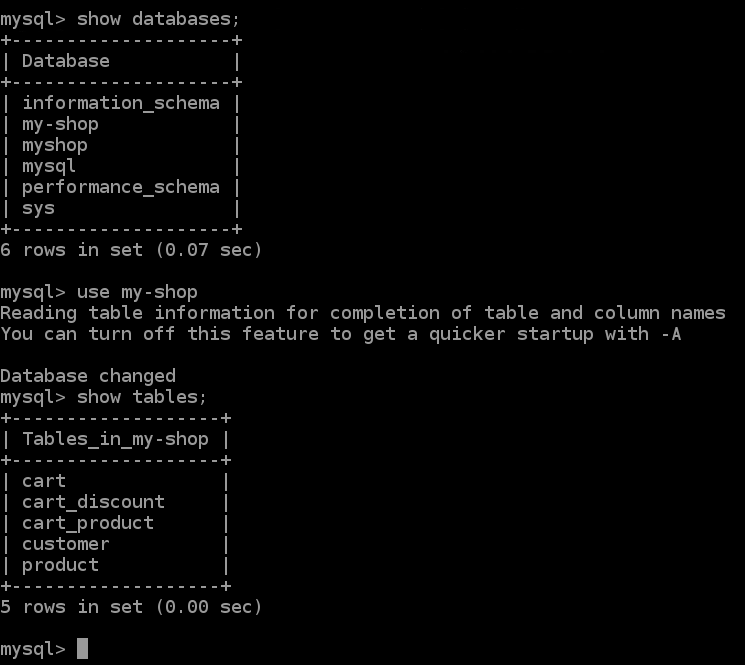 mysql> show databases;
+--------------------+
| Database           |
+--------------------+
| information_schema |
| my-shop            |
| myshop             |
| mysql              |
| performance_schema |
| sys                |
+--------------------+
6 rows in set (0.07 sec)

mysql> use my-shop
Reading table information for completion of table and column names
You can turn off this feature to get a quicker startup with -A

Database changed
mysql> show tables;
+-------------------+
| Tables_in_my-shop |
+-------------------+
| cart              |
| cart_discount     |
| cart_product      |
| customer          |
| product           |
+-------------------+
5 rows in set (0.00 sec)

mysql>